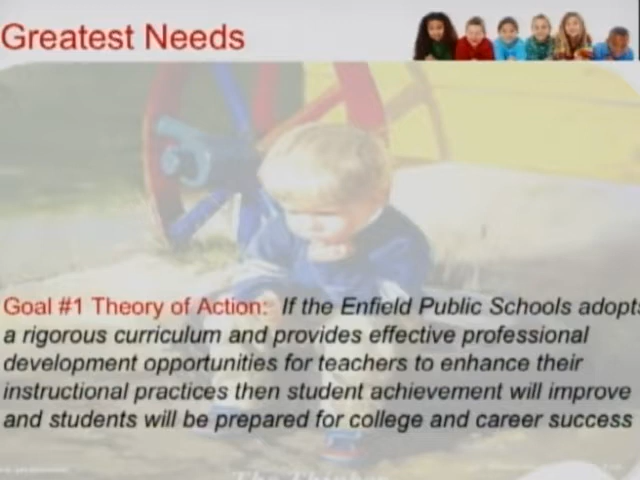 Greatest Needs
Goal #1 Theory of Action: If the Enfield Public Schools adopts
a rigorous curriculum and provides effective professional
development opportunities for teachers to enhance their
instructional practices then student achievement will improve
and students will be prepared for college and career success
The Thinker